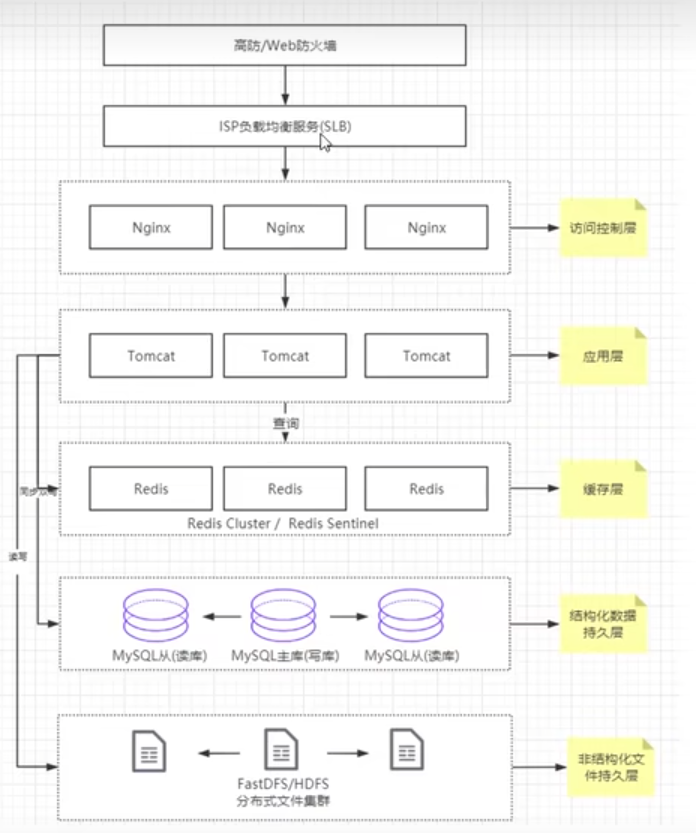 高防/Web防火墙
ISP负载均衡服务(SLB)
Nginx
Nginx
Nginx
访问控制层
Tomcat
Tomcat
Tomcat
应用层
查询
Redis
Redis
Redis
缓存层
同步双写
Redis Cluster / Redis Sentinel
读写
结构化数据
持久层
MySQL从(读库)
MySQL主库(写库)
MySQL从(读库)
非结构化文
件持久层
FastDFS/HDFS
分布式文件集群